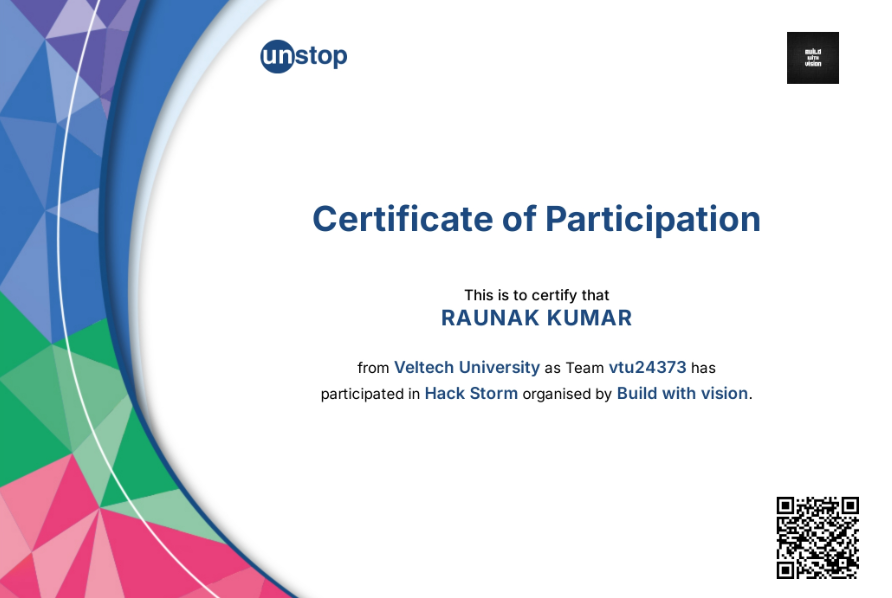 unstop
BUILD
WITH
vision
Certificate of Participation
This is to certify that
RAUNAK KUMAR
from Veltech University as Team vtu24373 has
participated in Hack Storm organised by Build with vision.